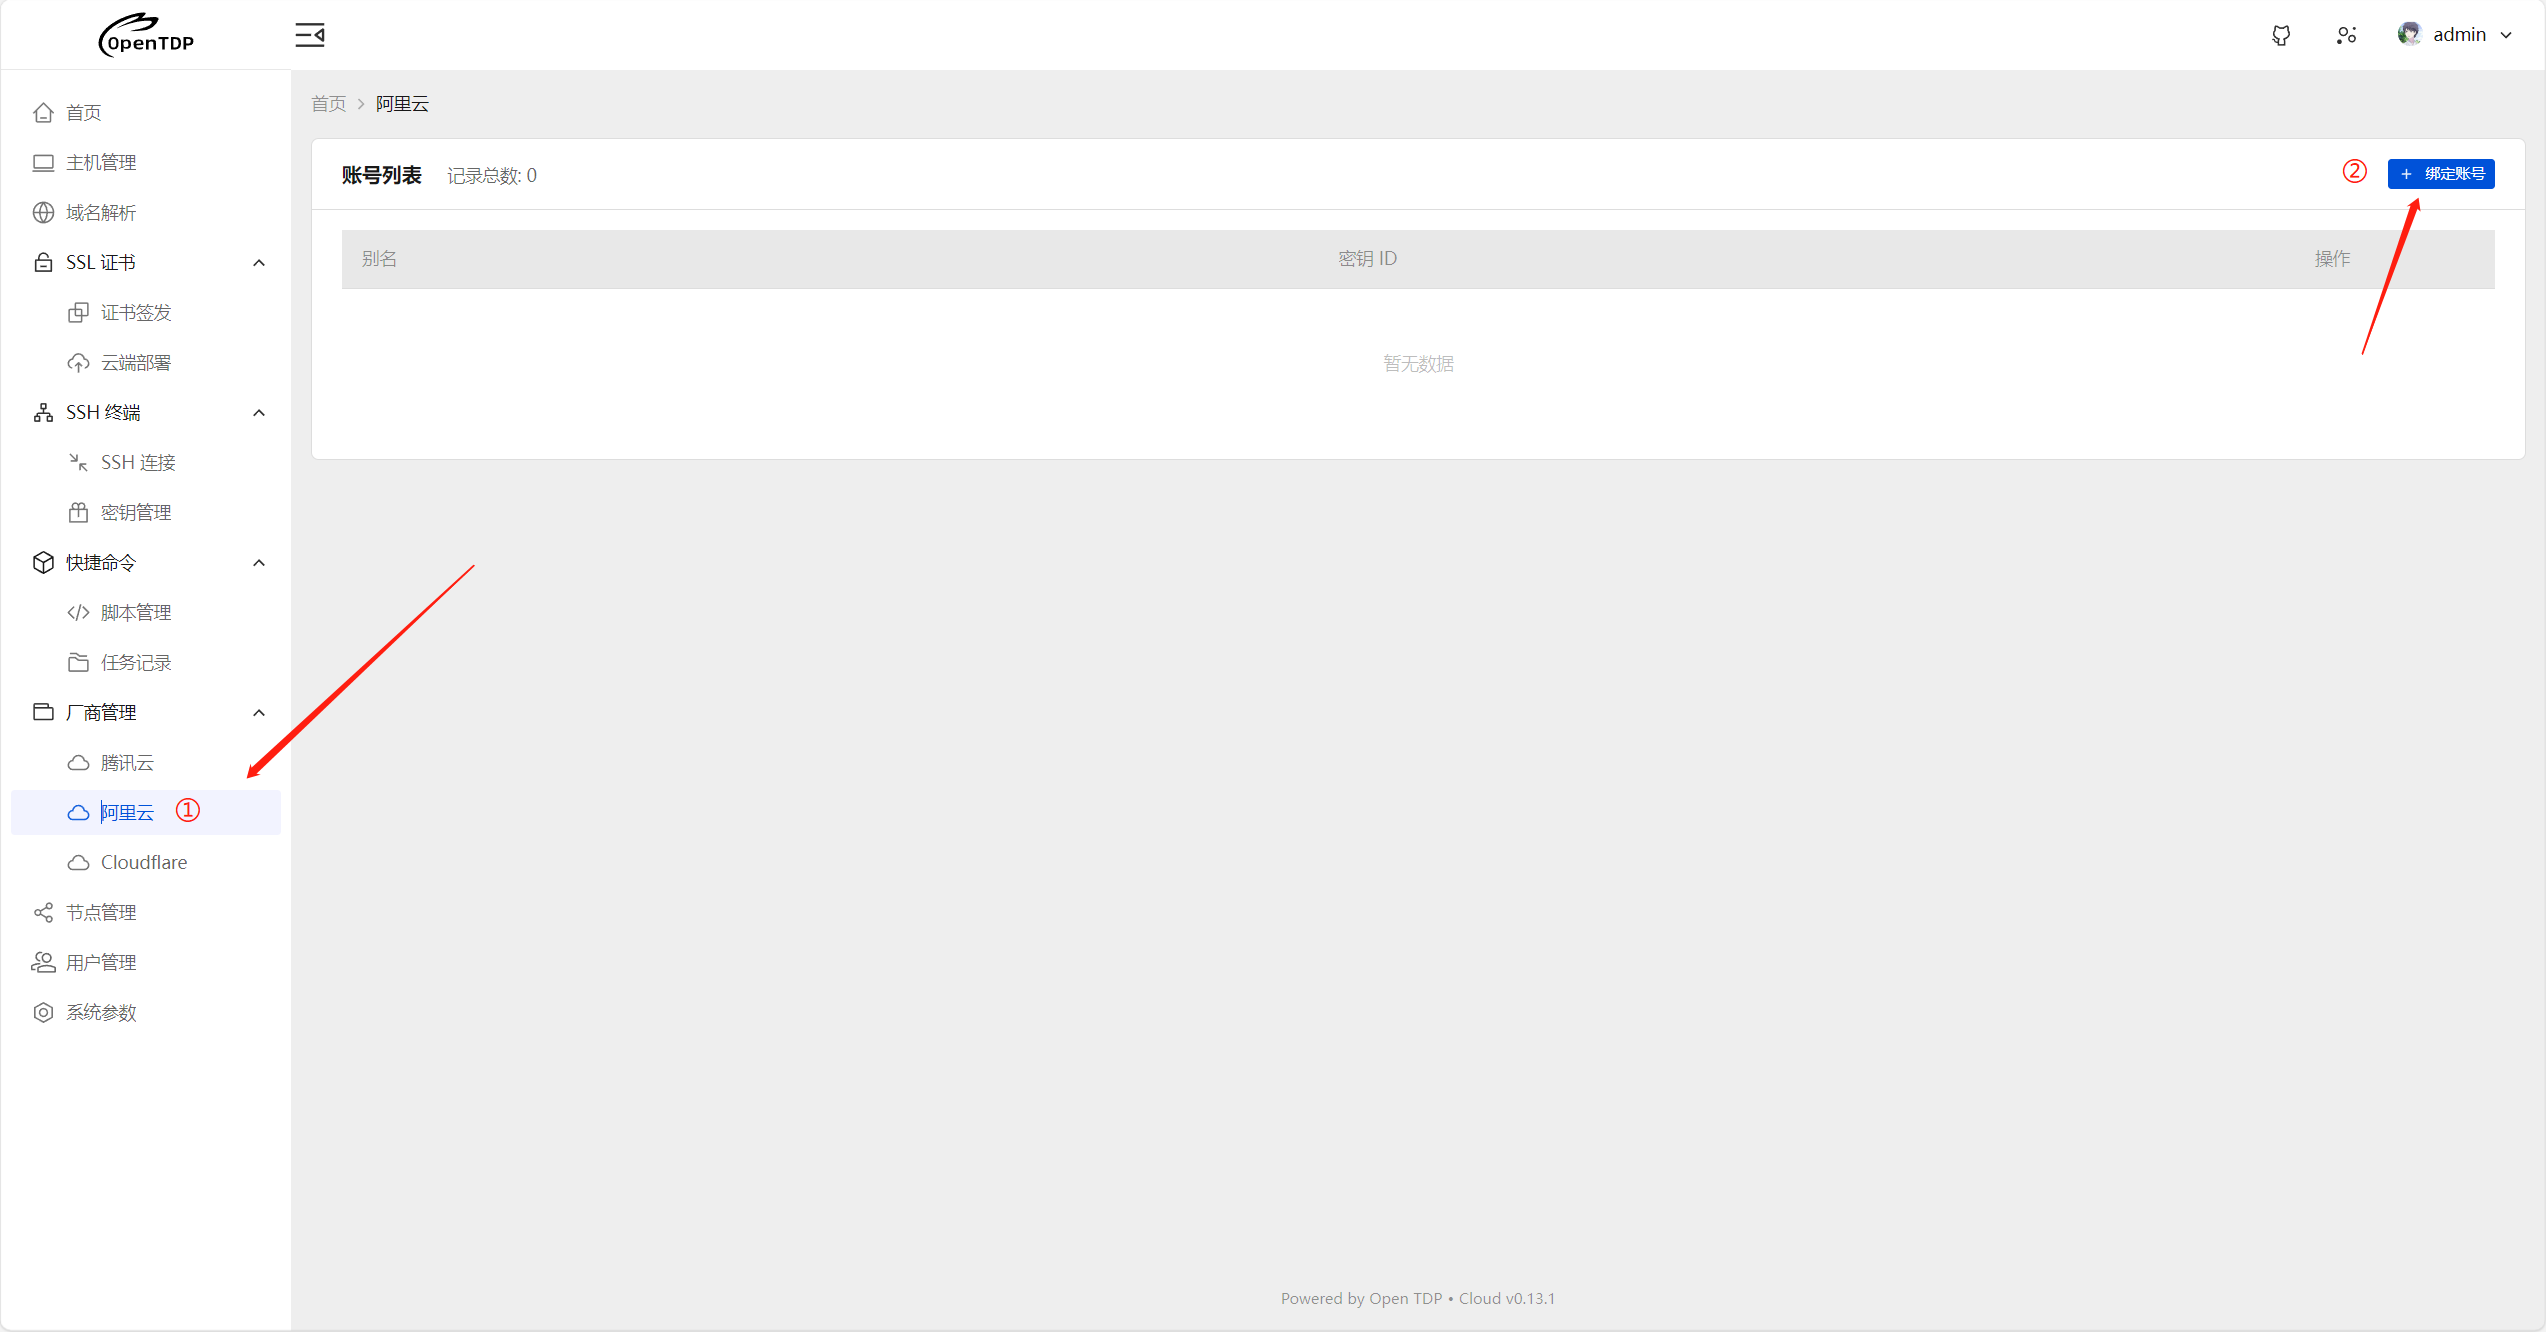 OpenTDP
admin
首页
主机管理
域名解析
SSL 证书
证书签发
云端部署
SSH 终端
SSH 连接
密钥管理
快捷命令
脚本管理
任务记录
厂商管理
腾讯云
阿里云 ①
Cloudflare
节点管理
用户管理
系统参数
首页 > 阿里云
账号列表 记录总数: 0
② + 绑定账号
别名 密钥 ID 操作
暂无数据
Powered by Open TDP • Cloud v0.13.1